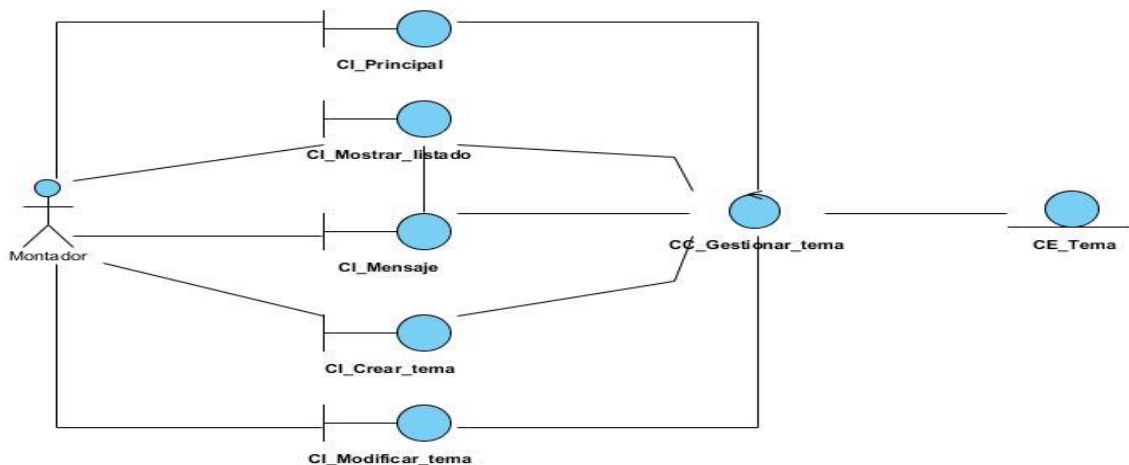 CI_Principal
CI_Mostrar_listado
Montador
CI_Mensaje
CC_Gestionar_tema
CE_Tema
CI_Crear_tema
CI_Modificar_tema